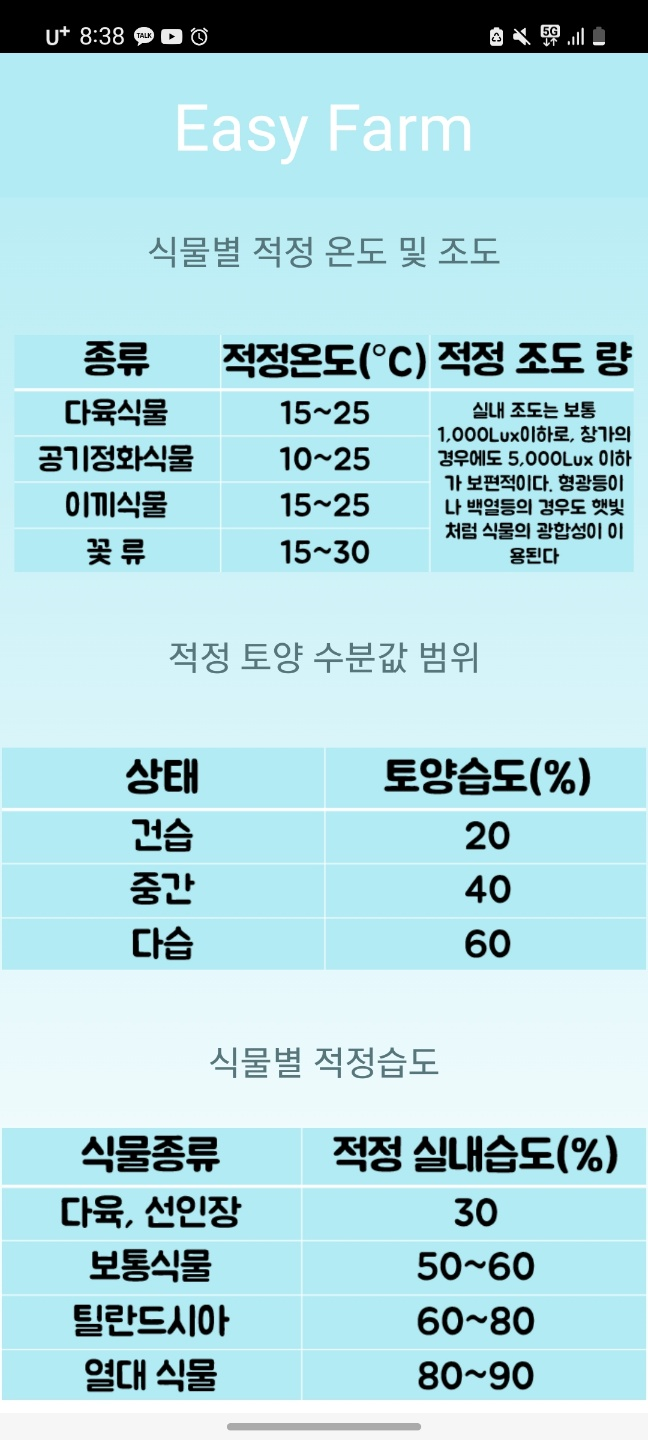 U+ 8:38 TALK 5G
Easy Farm
식물별 적정 온도 및 조도
종류 적정온도(°C) 적정 조도 량
다육식물 15~25
공기정화식물 10~25
이끼식물 15~25
꽃 류 15~30
실내 조도는 보통
1,000Lux이하로, 창가의
경우에도 5,000Lux 이하
가 보편적이다. 형광등이
나 백열등의 경우도 햇빛
처럼 식물의 광합성이 이
용된다
적정 토양 수분값 범위
상태 토양습도(%)
건습 20
중간 40
다습 60
식물별 적정습도
식물종류 적정 실내습도(%)
다육, 선인장 30
보통식물 50~60
틸란드시아 60~80
열대 식물 80~90